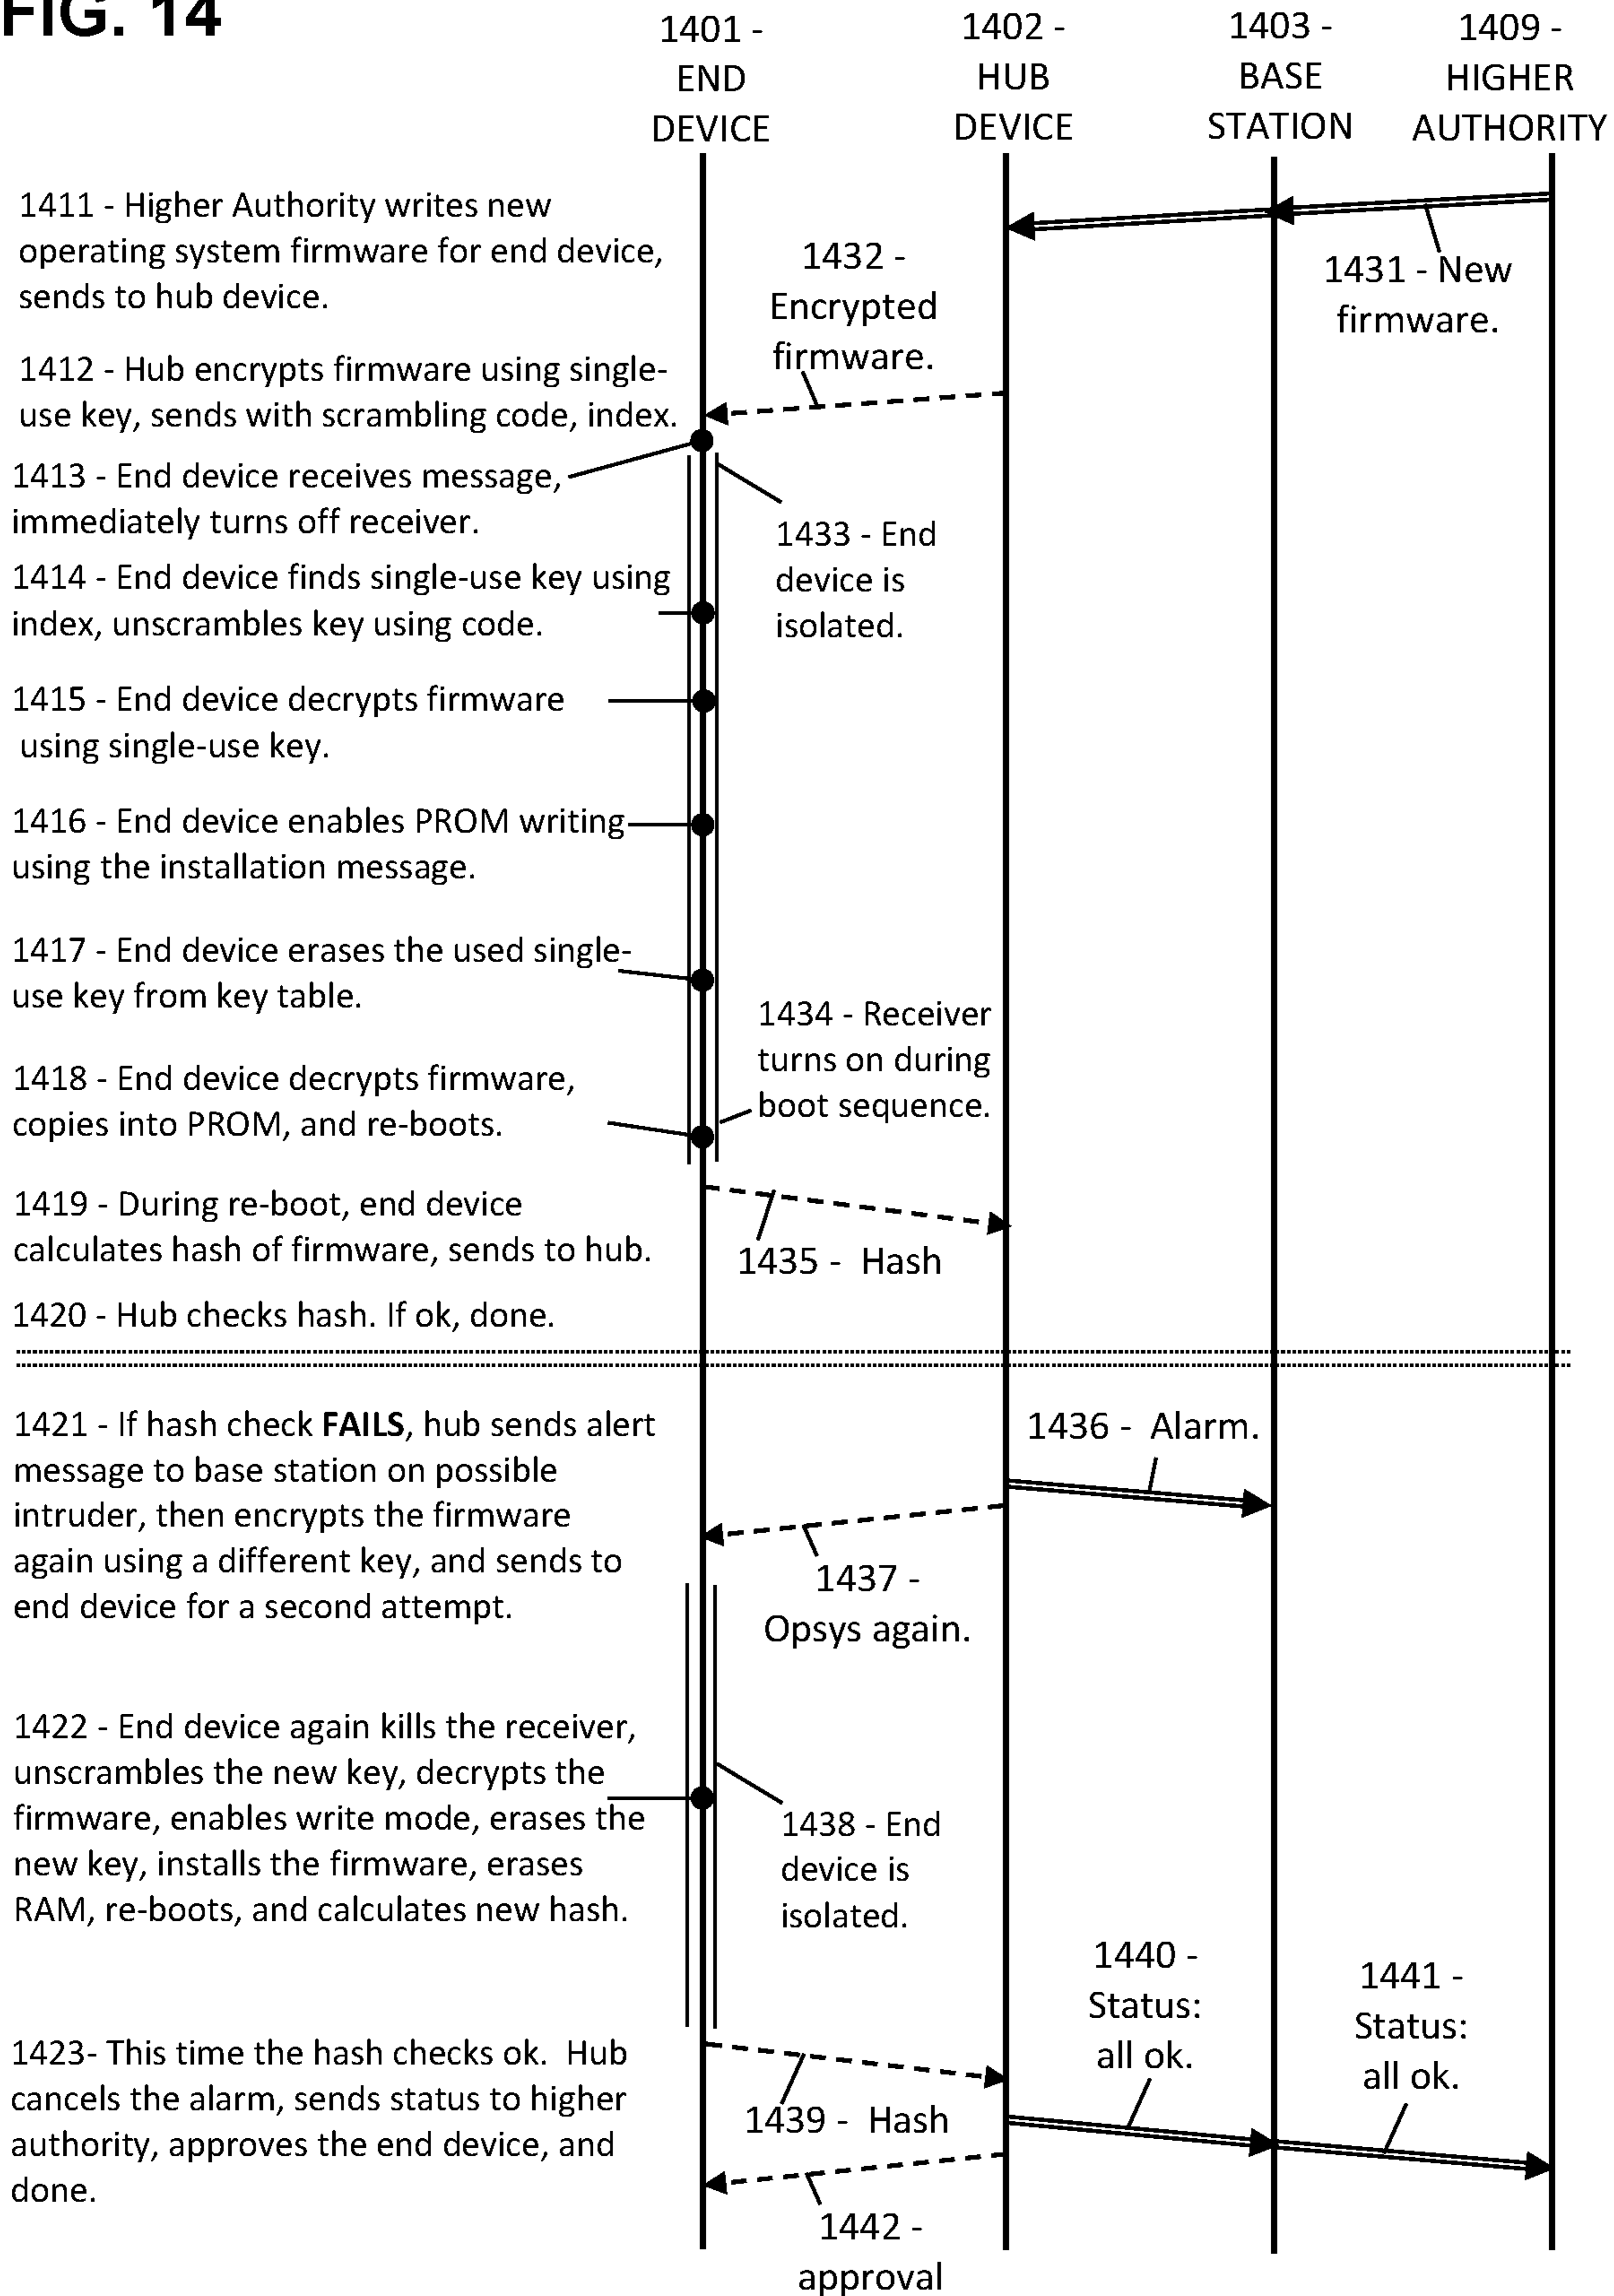 FIG. 14
1401 -
END
DEVICE
1402 -
HUB
DEVICE
1403 -
BASE
STATION
1409 -
HIGHER
AUTHORITY
1411 - Higher Authority writes new
operating system firmware for end device,
sends to hub device.
1431 - New
firmware.
1432 -
Encrypted
firmware.
1412 - Hub encrypts firmware using single-
use key, sends with scrambling code, index.
1413 - End device receives message,
immediately turns off receiver.
1433 - End
device is
isolated.
1414 - End device finds single-use key using
index, unscrambles key using code.
1415 - End device decrypts firmware
using single-use key.
1416 - End device enables PROM writing
using the installation message.
1417 - End device erases the used single-
use key from key table.
1434 - Receiver
turns on during
boot sequence.
1418 - End device decrypts firmware,
copies into PROM, and re-boots.
1419 - During re-boot, end device
calculates hash of firmware, sends to hub.
1435 - Hash
1420 - Hub checks hash. If ok, done.
1421 - If hash check FAILS, hub sends alert
message to base station on possible
intruder, then encrypts the firmware
again using a different key, and sends to
end device for a second attempt.
1436 - Alarm.
1437 -
Opsys again.
1422 - End device again kills the receiver,
unscrambles the new key, decrypts the
firmware, enables write mode, erases the
new key, installs the firmware, erases
RAM, re-boots, and calculates new hash.
1438 - End
device is
isolated.
1440 -
Status:
all ok.
1441 -
Status:
all ok.
1423- This time the hash checks ok. Hub
cancels the alarm, sends status to higher
authority, approves the end device, and
done.
1439 - Hash
1442 -
approval